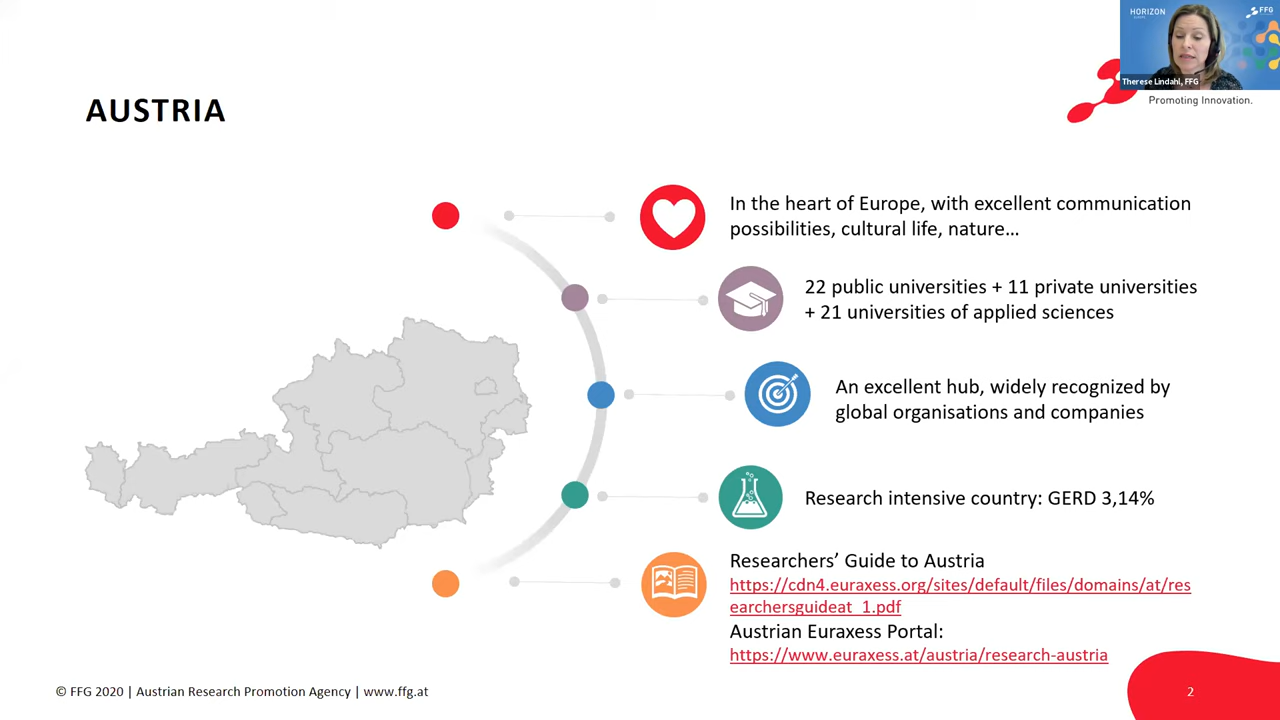 HORIZON
EUROPE
FFG
Therese Lindahl, FFG
Promoting Innovation.
AUSTRIA
In the heart of Europe, with excellent communication
possibilities, cultural life, nature…
22 public universities + 11 private universities
+ 21 universities of applied sciences
An excellent hub, widely recognized by
global organisations and companies
Research intensive country: GERD 3,14%
Researchers’ Guide to Austria
https://cdn4.euraxess.org/sites/default/files/domains/at/res
earchersguideat_1.pdf
Austrian Euraxess Portal:
https://www.euraxess.at/austria/research-austria
© FFG 2020 | Austrian Research Promotion Agency | www.ffg.at
2